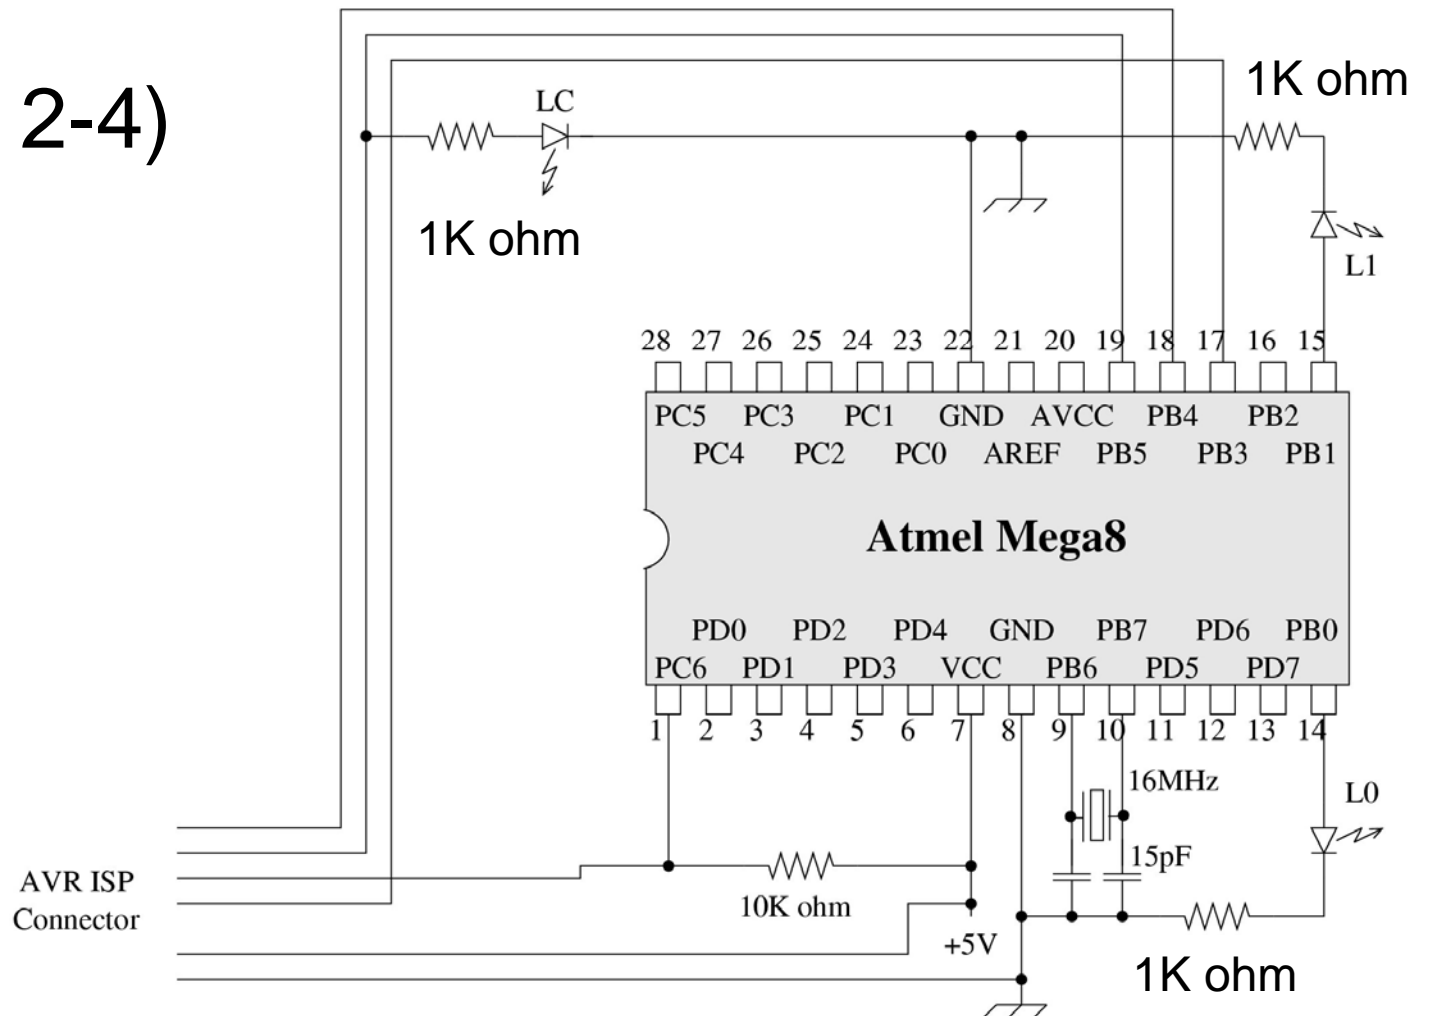 2-4)
LC
1K ohm
1K ohm
L1
28 27 26 25 24 23 22 21 20 19 18 17 16 15
PC5 PC3 PC1 GND AVCC PB4 PB2
PC4 PC2 PC0 AREF PB5 PB3 PB1
Atmel Mega8
PD0 PD2 PD4 GND PB7 PD6 PB0
PC6 PD1 PD3 VCC PB6 PD5 PD7
1 2 3 4 5 6 7 8 9 10 11 12 13 14
16MHz
L0
15pF
AVR ISP
Connector
10K ohm
+5V
1K ohm